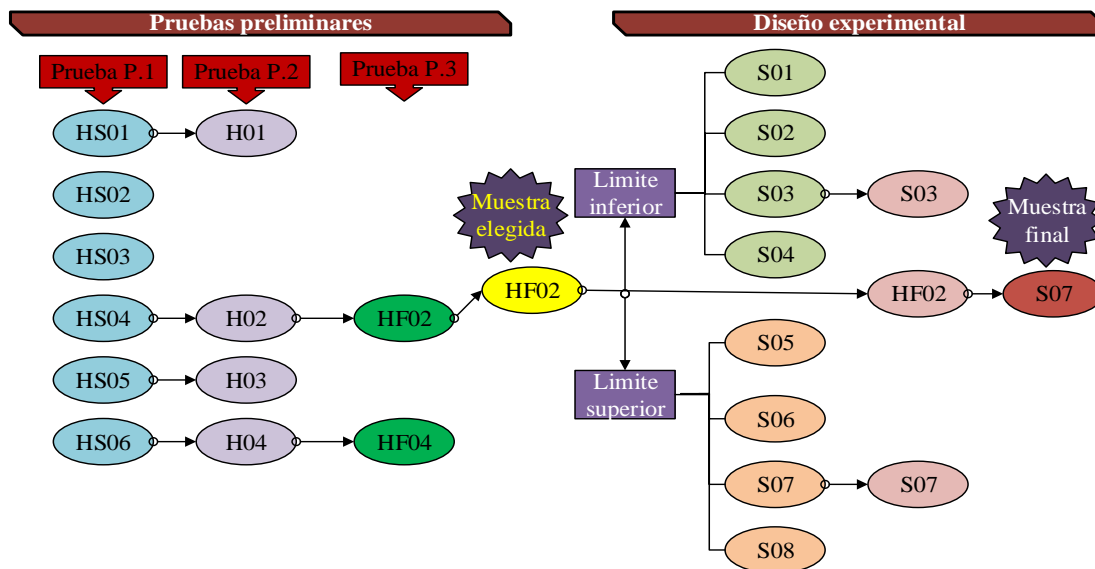 Pruebas preliminares
Diseño experimental
Prueba P.1
Prueba P.2
Prueba P.3
HS01
H01
HS02
HS03
HS04
H02
HF02
HS05
H03
HS06
H04
HF04
Muestra
elegida
HF02
Limite
inferior
S01
S02
S03
S03
S04
Muestra
final
HF02
S07
Limite
superior
S05
S06
S07
S07
S08